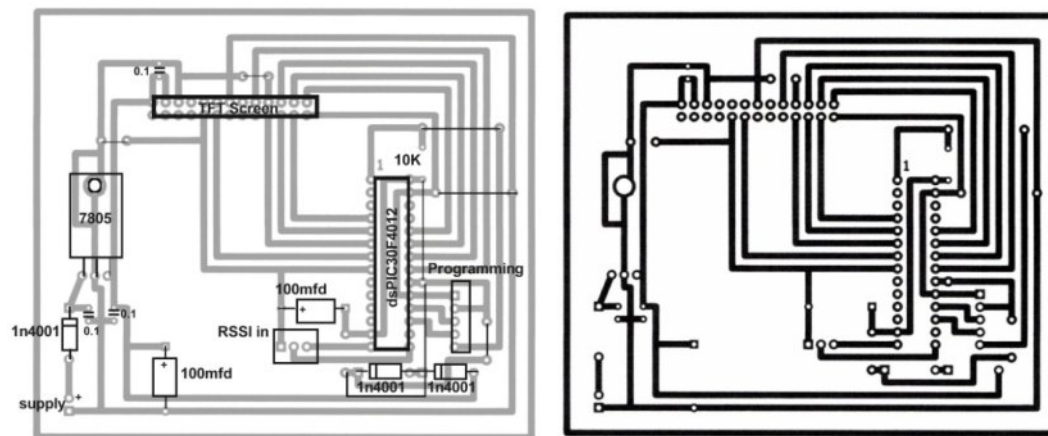 0.1
TFT Screen
1
10K
7805
dsPIC30F4012
Programming
100mfd
+
0.1
0.1
1n4001
RSSI in
100mfd
+
1n4001
1n4001
supply
+
1